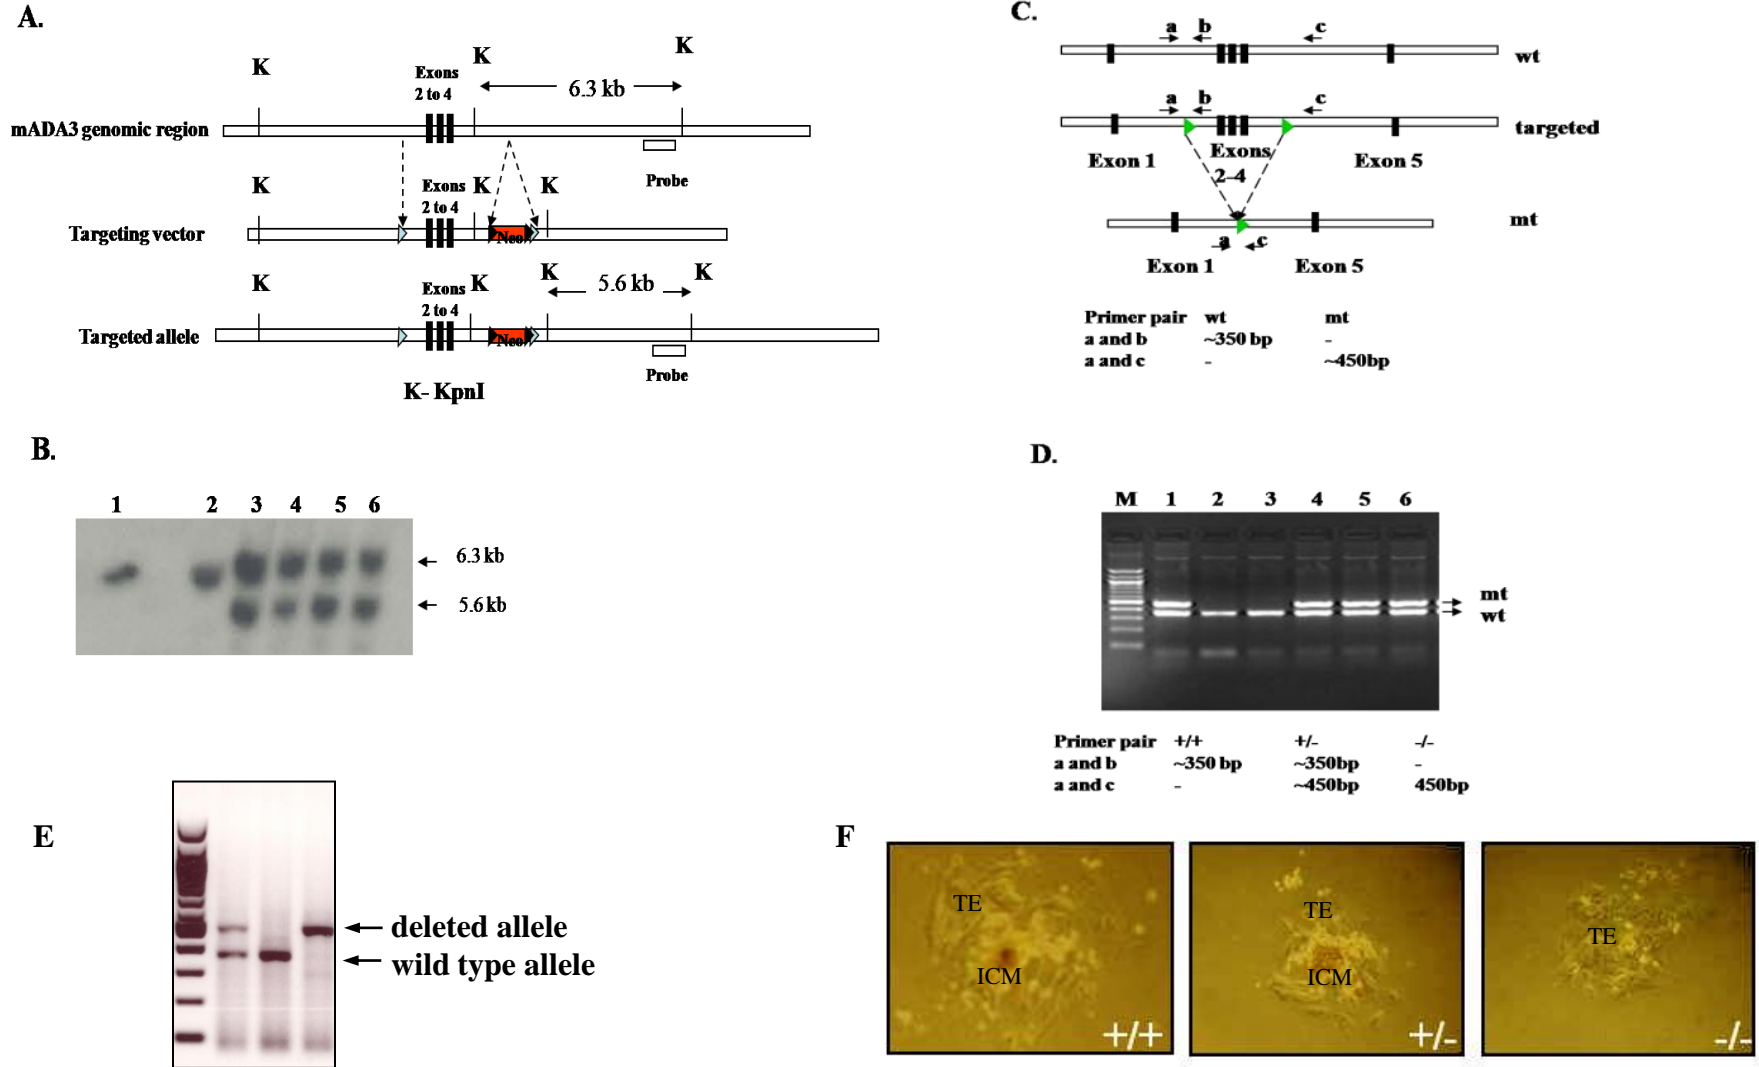 A.
K
K
K
Exons
2 to 4
6.3 kb
mADA3 genomic region
Probe
K
Exons
2 to 4
K
K
Targeting vector
Neo
K
Exons
2 to 4
K
K
5.6 kb
K
Targeted allele
Neo
Probe
K- KpnI
B.
1 2 3 4 5 6
6.3 kb
5.6 kb
C.
a b c
wt
a b c
targeted
Exon 1
Exons
2-4
Exon 5
mt
a c
Exon 1 Exon 5
Primer pair wt mt
a and b ~350 bp -
a and c - ~450bp
D.
M 1 2 3 4 5 6
mt
wt
Primer pair +/+ +/- -/-
a and b ~350 bp ~350bp -
a and c - ~450bp 450bp
E
deleted allele
wild type allele
F
TE
ICM
+/+
TE
ICM
+/-
TE
-/-